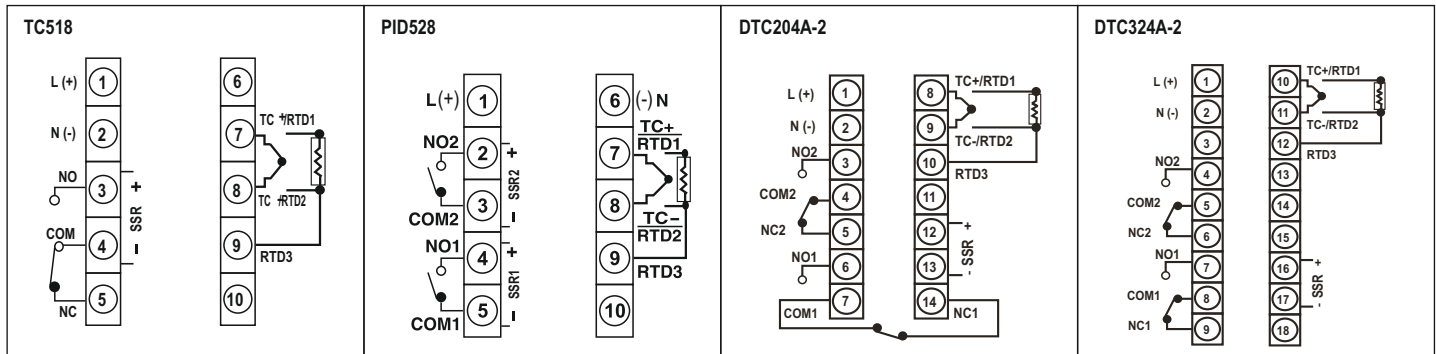 TC518
L (+) 1
N (-) 2
NO 3 +
SSR
COM 4 -
NC 5
6
7 TC +/RTD1
8 TC -/RTD2
9 RTD3
10
PID528
L(+) 1
NO2 2 +
SSR2
COM2 3 -
NO1 4 +
SSR1
COM1 5 -
6 (-) N
7 TC+
RTD1
8 TC-
RTD2
9 RTD3
10
DTC204A-2
L (+) 1
N (-) 2
NO2 3
COM2 4
NC2 5
NO1 6
COM1 7
8 TC+/RTD1
9 TC-/RTD2
10 RTD3
11
12 +
SSR
13 -
14 NC1
DTC324A-2
L (+) 1
N (-) 2
3
NO2 4
COM2 5
NC2 6
NO1 7
COM1 8
NC1 9
10 TC+/RTD1
11 TC-/RTD2
12 RTD3
13
14
15
16 +
SSR
17 -
18